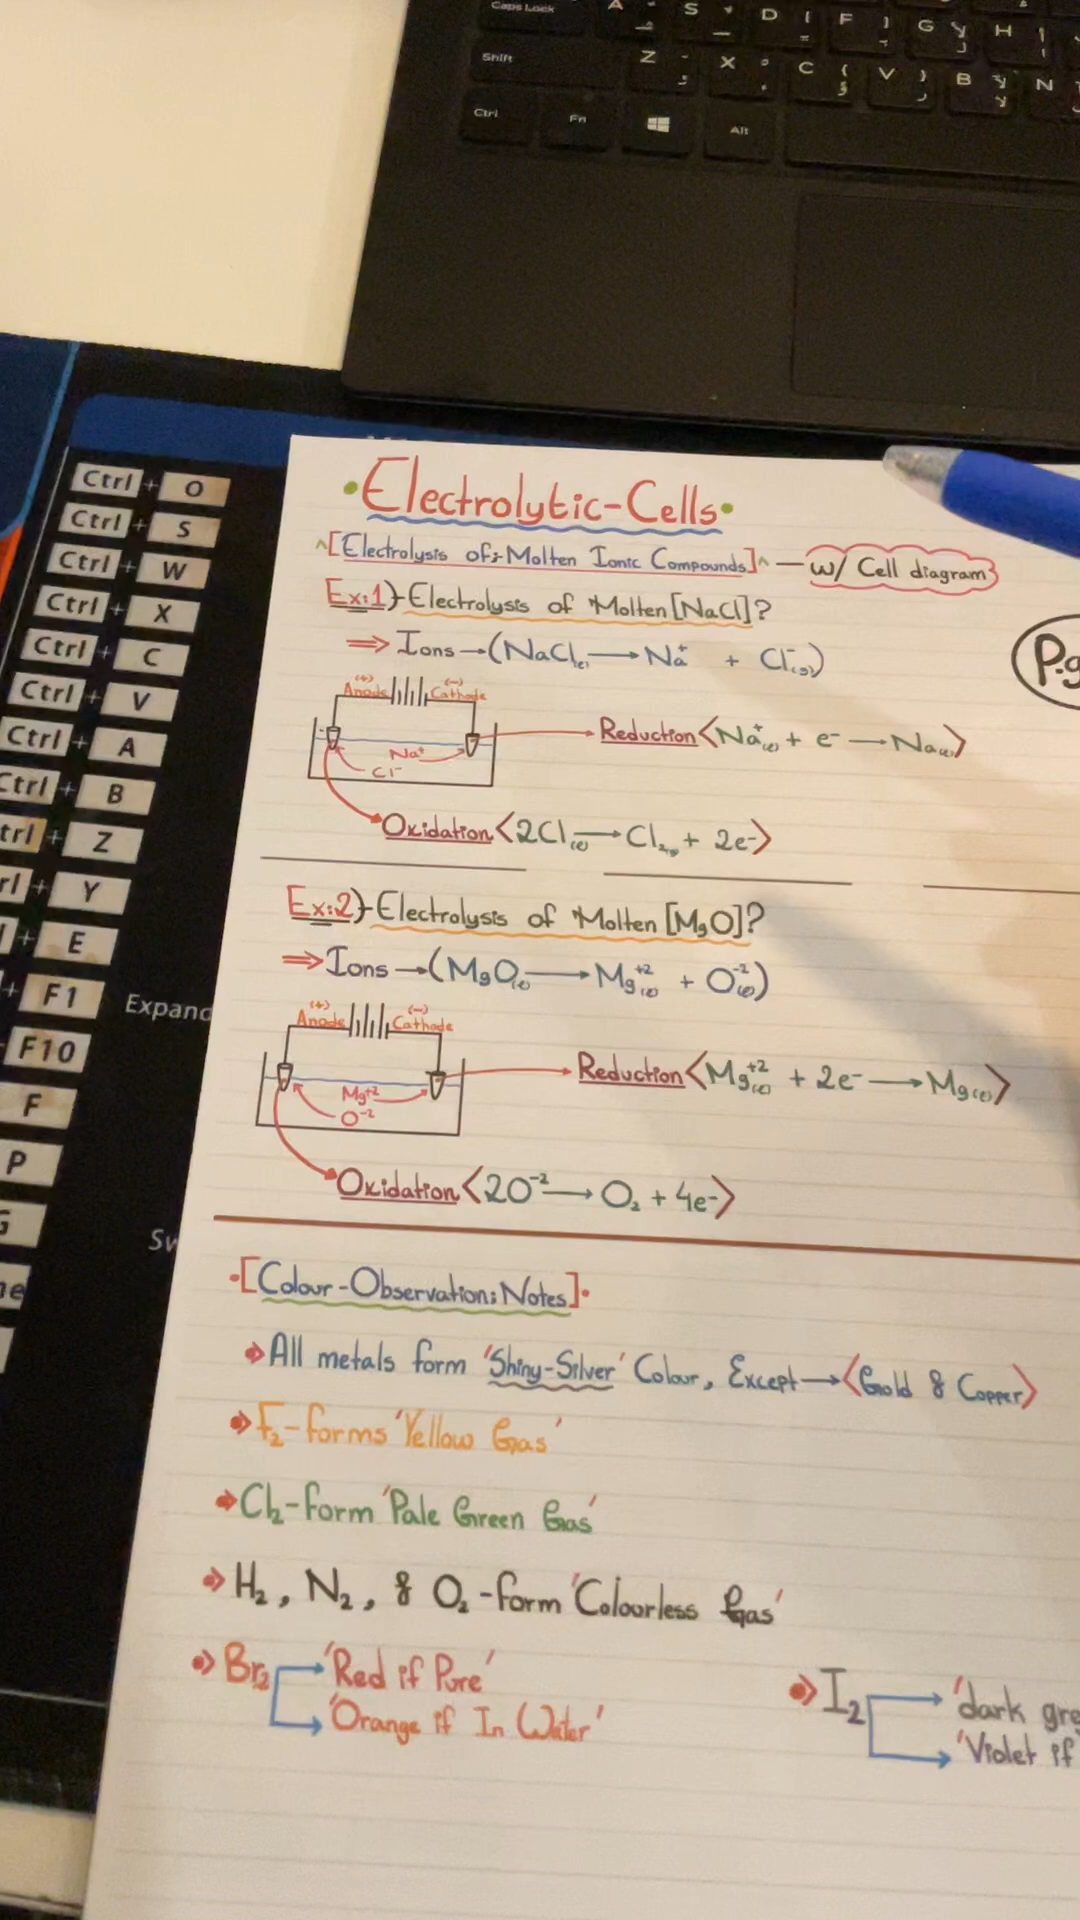 Caps Lock A S D F G H
Shift Z X C V B N
Ctrl Fn Alt
Ctrl + O
Ctrl + S
Ctrl + W
Ctrl + X
Ctrl + C
Ctrl + V
Ctrl + A
Ctrl + B
Ctrl + Z
+ Y
+ E
+ F1 Expand
F10
F
P
G
•Electrolytic-Cells•
^[Electrolysis of:- Molten Ionic Compounds]^ — w/ Cell diagram
Ex:1}-Electrolysis of "Molten [NaCl]?
⇒ Ions→(NaCl(l) → Na⁺ + Cl⁻(l))
P.g
(+) (-)
Anode Cathode
Reduction<Na⁺(l) + e⁻ → Na(l)>
Na⁺
Cl⁻
Oxidation<2Cl(l) → Cl₂(g) + 2e⁻>
Ex:2}-Electrolysis of "Molten [MgO]?
⇒ Ions→(MgO(l) → Mg⁺²(l) + O⁻²(l))
(+) (-)
Anode Cathode
Reduction<Mg⁺²(l) + 2e⁻ → Mg(l)>
Mg⁺²
O⁻²
Oxidation<2O⁻² → O₂ + 4e⁻>
•[Colour-Observation:Notes]•
All metals form 'Shiny-Silver' Colour, Except→<Gold & Copper>
F₂-forms 'Yellow Gas'
Cl₂-form 'Pale Green Gas'
H₂, N₂, & O₂-form 'Colourless Gas'
Br₂ → 'Red if Pure'
'Orange if In Water'
I₂ → 'dark gre
'Violet if